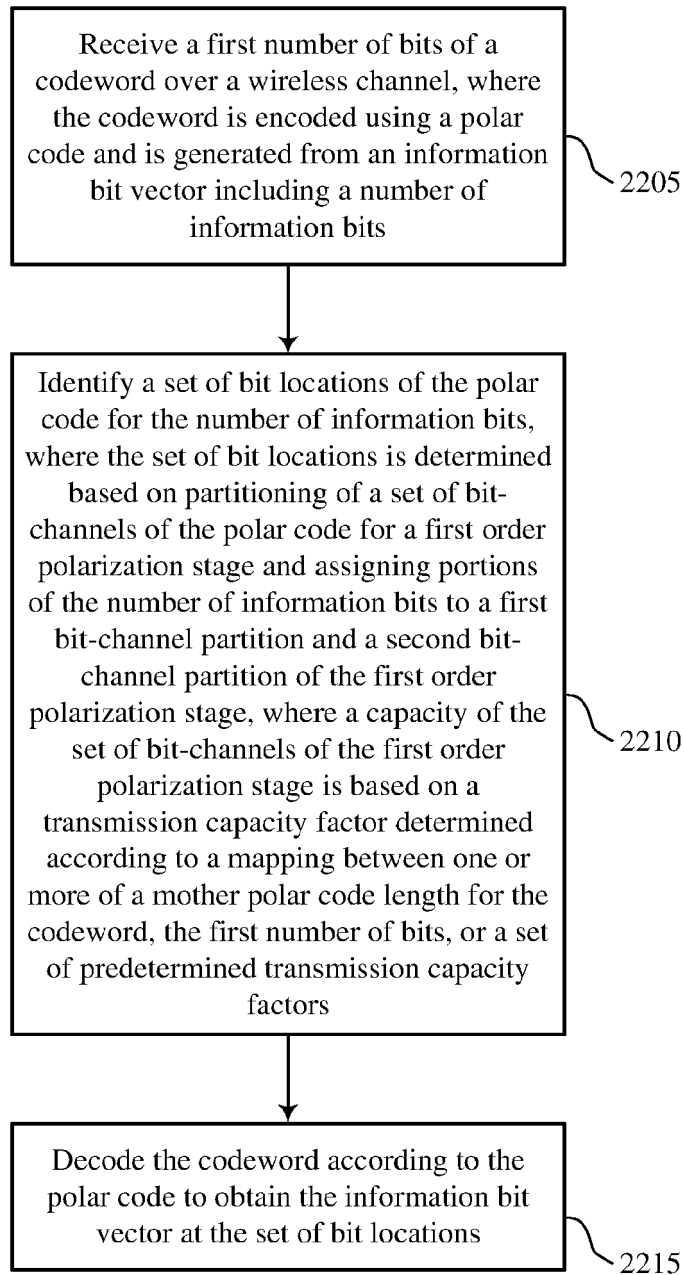 Receive a first number of bits of a
codeword over a wireless channel, where
the codeword is encoded using a polar
code and is generated from an information
bit vector including a number of
information bits
2205
Identify a set of bit locations of the polar
code for the number of information bits,
where the set of bit locations is determined
based on partitioning of a set of bit-
channels of the polar code for a first order
polarization stage and assigning portions
of the number of information bits to a first
bit-channel partition and a second bit-
channel partition of the first order
polarization stage, where a capacity of the
set of bit-channels of the first order
polarization stage is based on a
transmission capacity factor determined
according to a mapping between one or
more of a mother polar code length for the
codeword, the first number of bits, or a set
of predetermined transmission capacity
factors
2210
Decode the codeword according to the
polar code to obtain the information bit
vector at the set of bit locations
2215